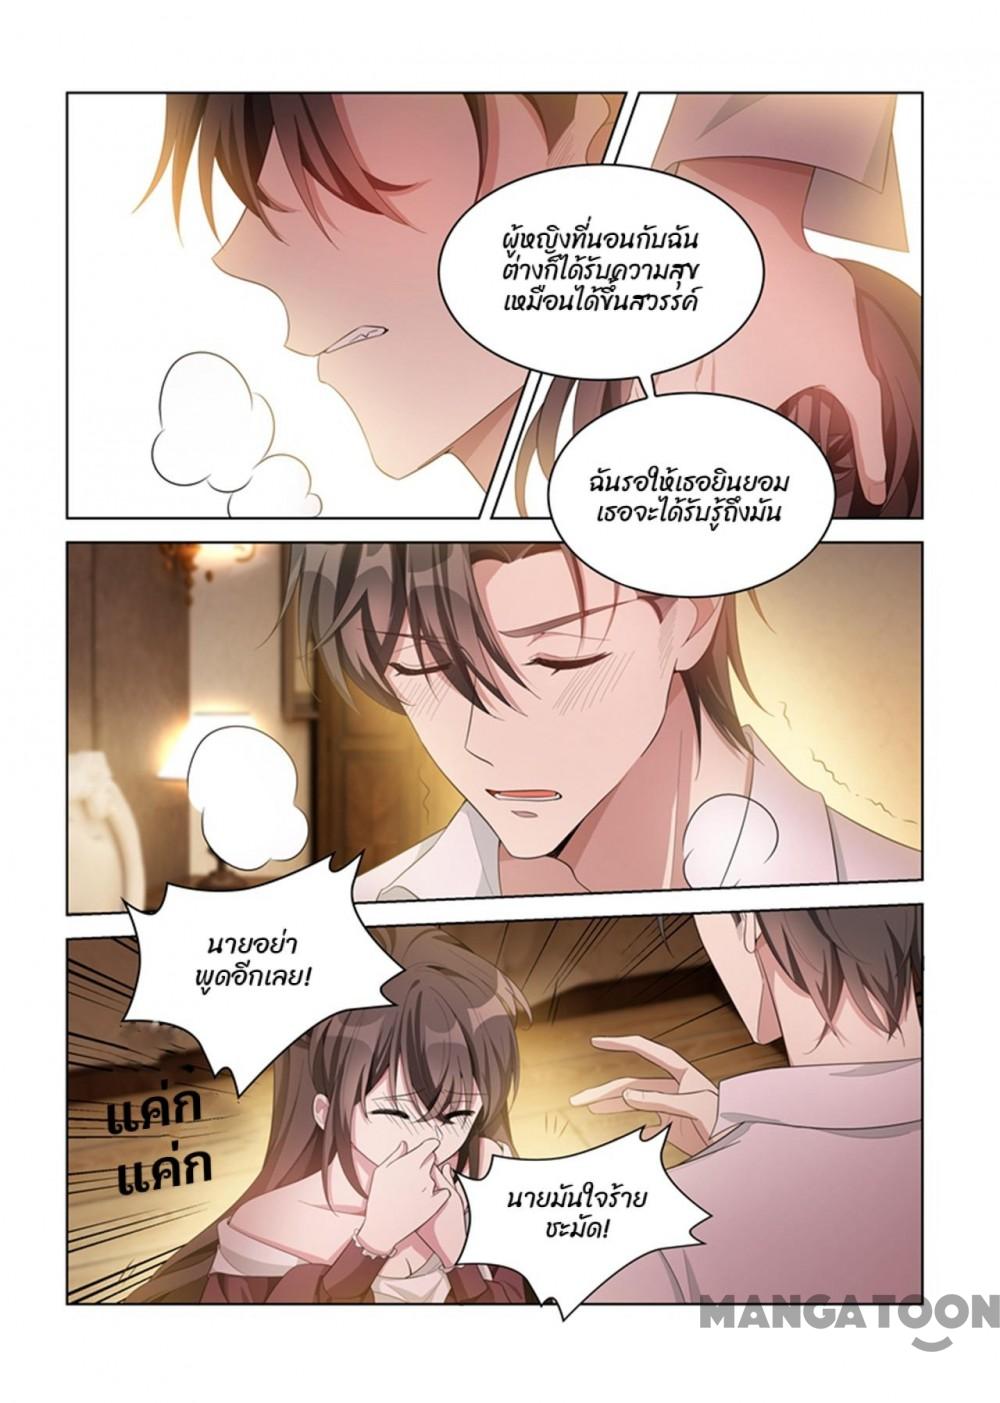 ผู้หญิงที่นอนกับฉัน
ต่างก็ได้รับความสุข
เหมือนได้ขึ้นสวรรค์
ฉันรอให้เธอยินยอม
เธอจะได้รับรู้ถึงมัน
นายอย่า
พูดอีกเลย!
แค่ก
แค่ก
นายมันใจร้าย
ชะมัด!
MANGATOON